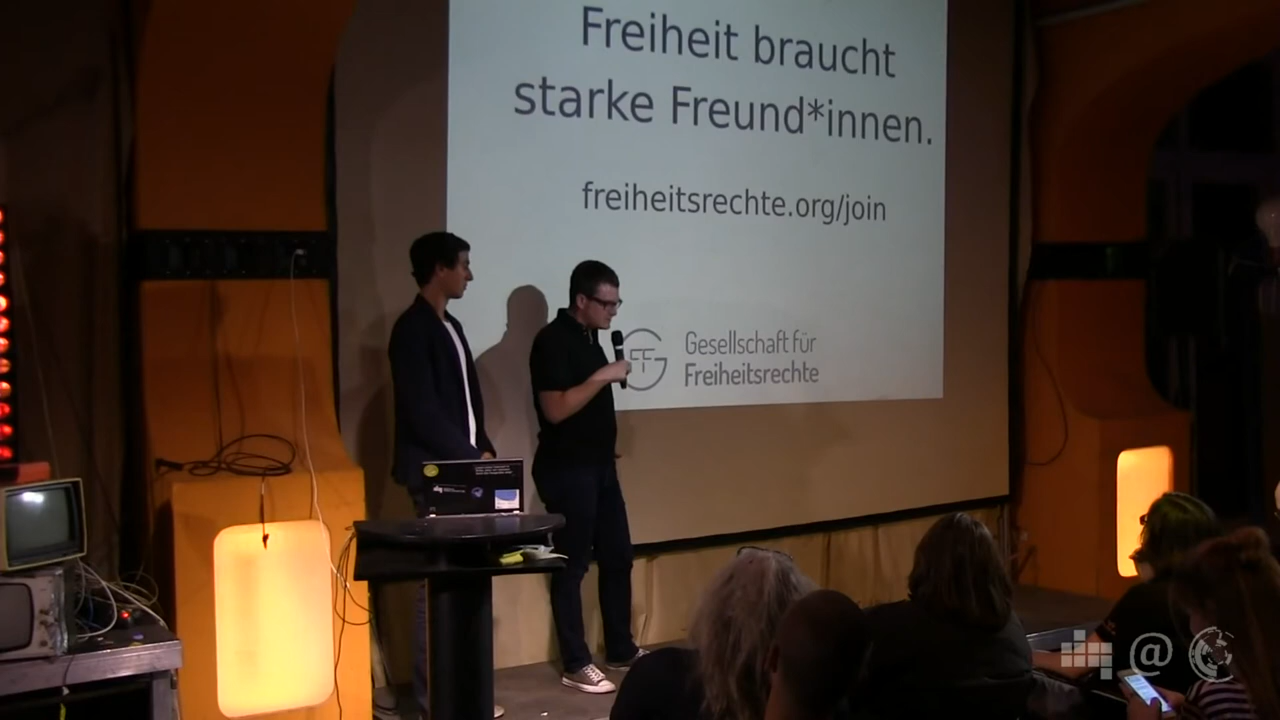 Freiheit braucht
starke Freund*innen.
freiheitsrechte.org/join
Gesellschaft für
Freiheitsrechte
@